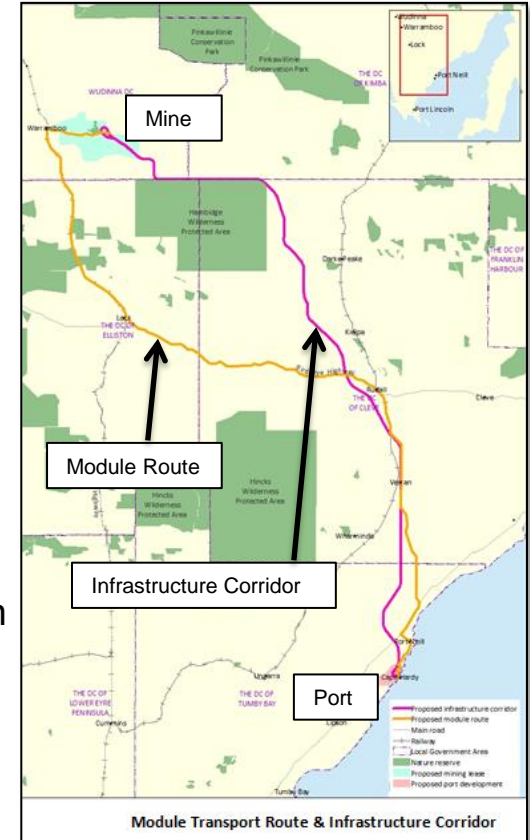 Wudinna
Warramboo
Lock
Port Neill
Port Lincoln
Pinkawillinie
Conservation
Park
Pinkawillinie
Conservation Park
THE DC
OF KIMBA
WUDINNA DC
Mine
Warramboo
Hambidge
Wilderness
Protected Area
THE DC OF
FRANKLIN
HARBOUR
Darke Peake
Lock
THE DC OF
ELLISTON
Kielpa
Highway
Rudall
THE DC
OF CLEVE
Cleve
Module Route
Verran
Hincks
Wilderness
Protected Area
Hincks
Wilderness
Protected Area
Highway
Wharminda
Infrastructure Corridor
n
Port Neill
Ungarra
Cape Hardy
THE DC OF
LOWER EYRE
PENINSULA
THE DC OF
TUMBY BAY
Port
Cummins
Lipson
Tumby Bay
Proposed infrastructure corridor
Proposed module route
Main road
Railway
Local Government Area
Nature reserve
Proposed mining lease
Proposed port development
Module Transport Route & Infrastructure Corridor